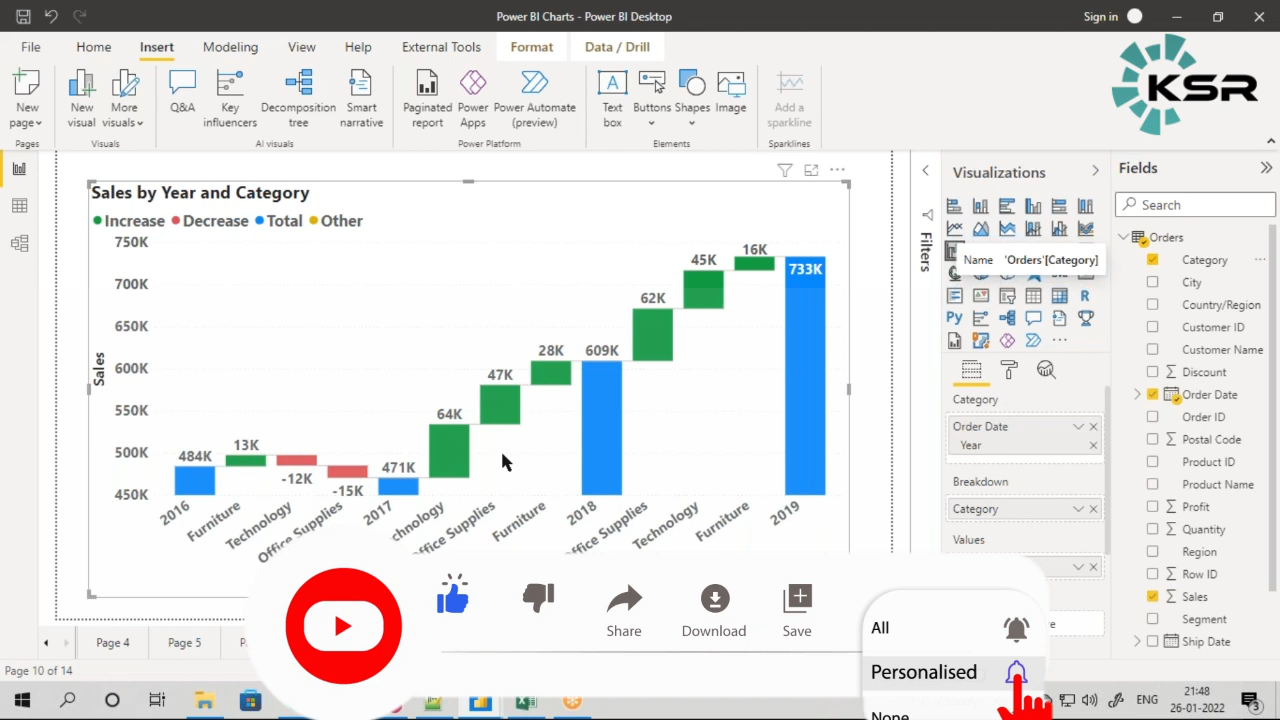 Power BI Charts - Power BI Desktop
Sign in
File Home Insert Modeling View Help External Tools Format Data / Drill
KSR
New page
New visual
More visuals
Q&A
Key influencers
Decomposition tree
Smart narrative
Paginated report
Power Apps
Power Automate (preview)
Text box
Buttons
Shapes
Image
Add a sparkline
Pages Visuals AI visuals Power Platform Elements Sparklines
Sales by Year and Category
Increase Decrease Total Other
750K
700K
650K
600K
550K
500K
450K
Sales
484K
13K
-12K
-15K
471K
64K
47K
28K
609K
62K
45K
16K
733K
2016
Furniture
Technology
Office Supplies
2017
chnology
ffice Supplies
Furniture
2018
ffice Supplies
Technology
Furniture
2019
Filters
Visualizations
Name 'Orders'[Category]
R
Py
Category
Order Date
Year
Breakdown
Category
Values
Fields
Search
Orders
Category
City
Country/Region
Customer ID
Customer Name
Discount
Order Date
Order ID
Postal Code
Product ID
Product Name
Profit
Quantity
Region
Row ID
Sales
Segment
Ship Date
Share
Download
Save
All
Personalised
None
Page 4
Page 5
P
Page 10 of 14
ENG
21:48
26-01-2022
3